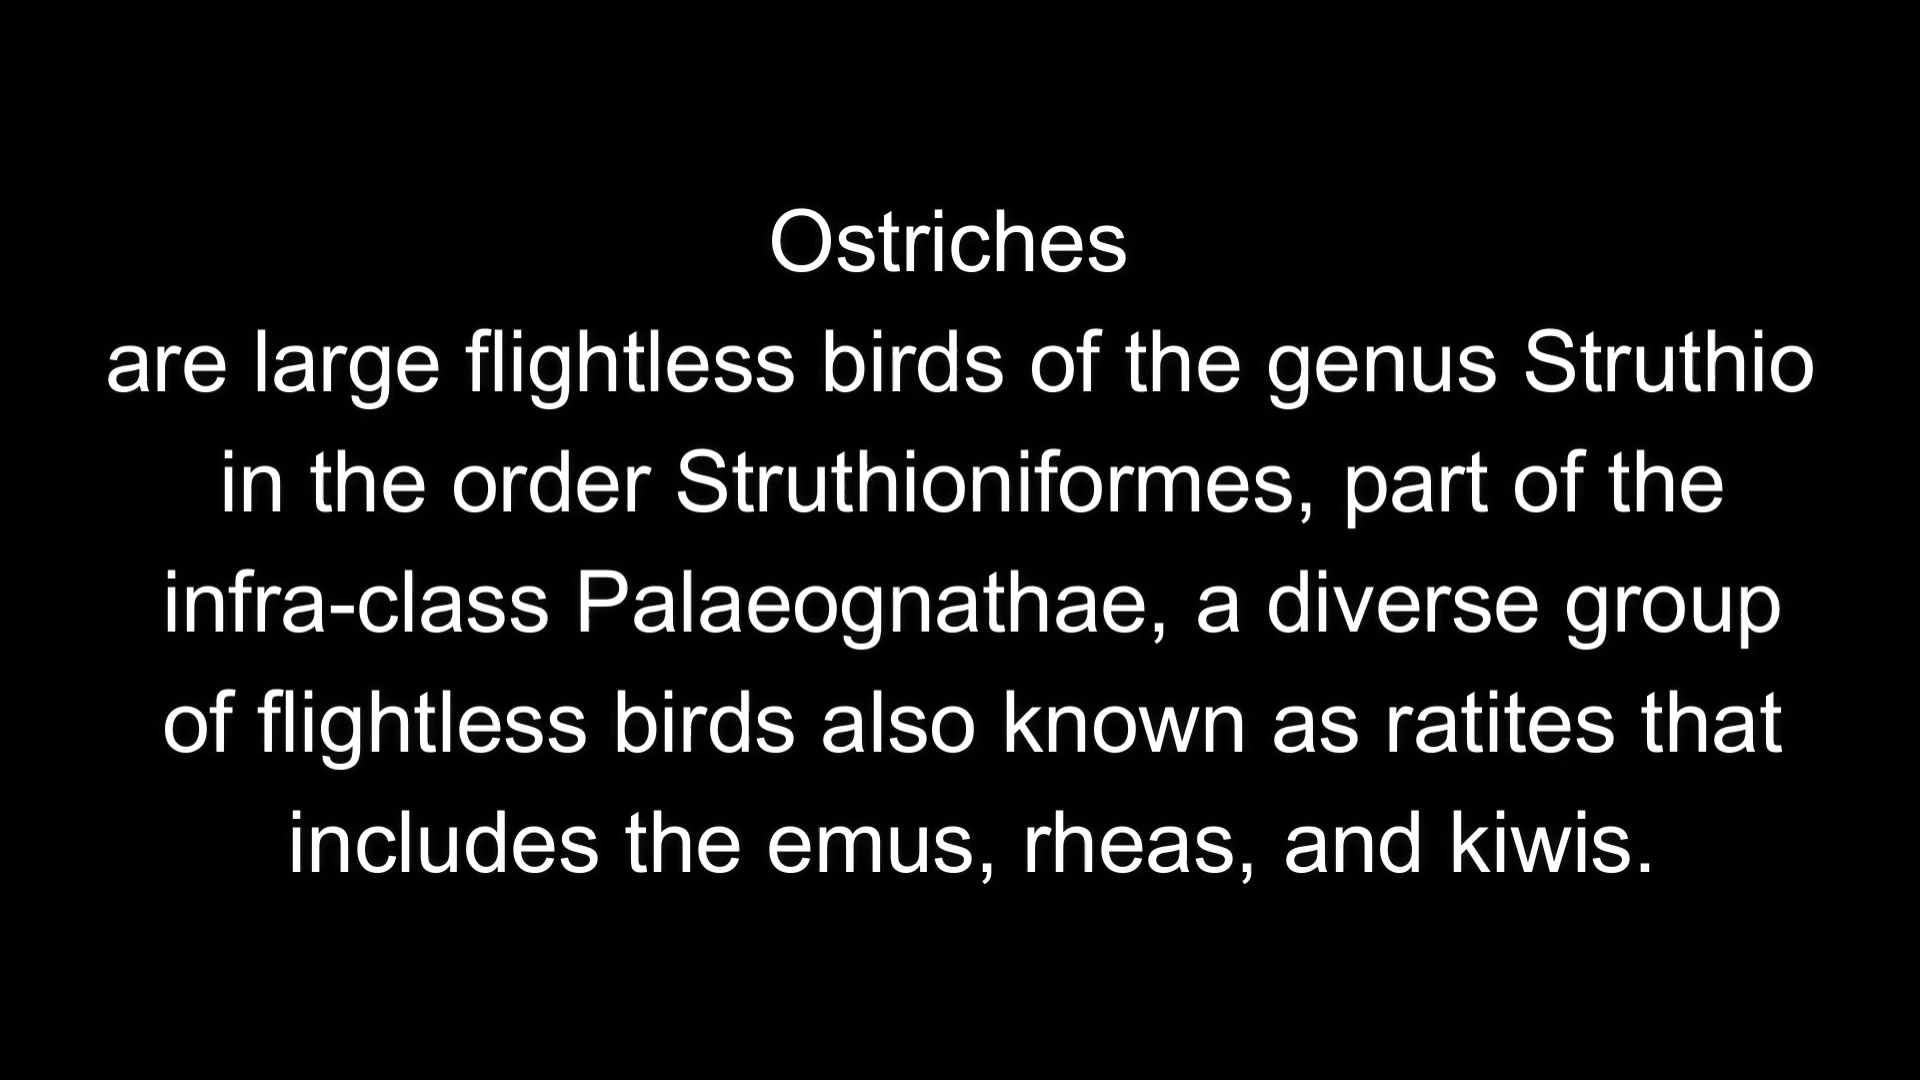 Ostriches
are large flightless birds of the genus Struthio
in the order Struthioniformes, part of the
infra-class Palaeognathae, a diverse group
of flightless birds also known as ratites that
includes the emus, rheas, and kiwis.